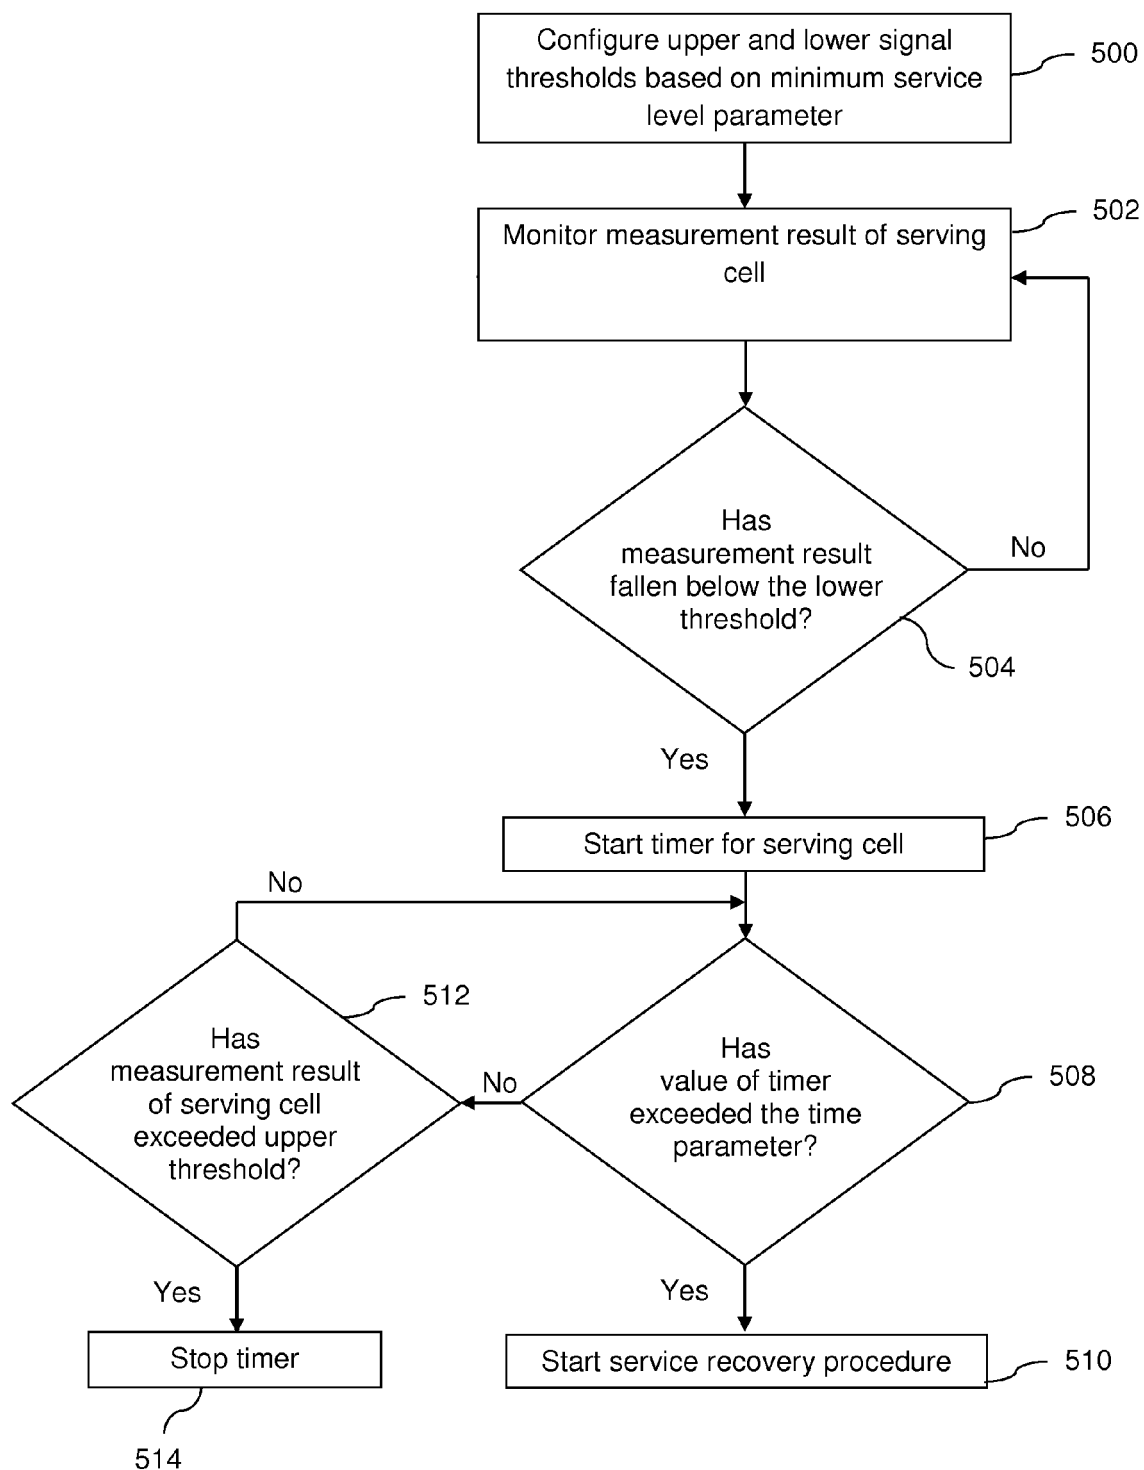 Configure upper and lower signal
thresholds based on minimum service
level parameter
500
Monitor measurement result of serving
cell
502
Has
measurement result
fallen below the lower
threshold?
No
504
Yes
Start timer for serving cell
506
No
Has
measurement result
of serving cell
exceeded upper
threshold?
512
No
Has
value of timer
exceeded the time
parameter?
508
Yes
Yes
Stop timer
514
Start service recovery procedure
510